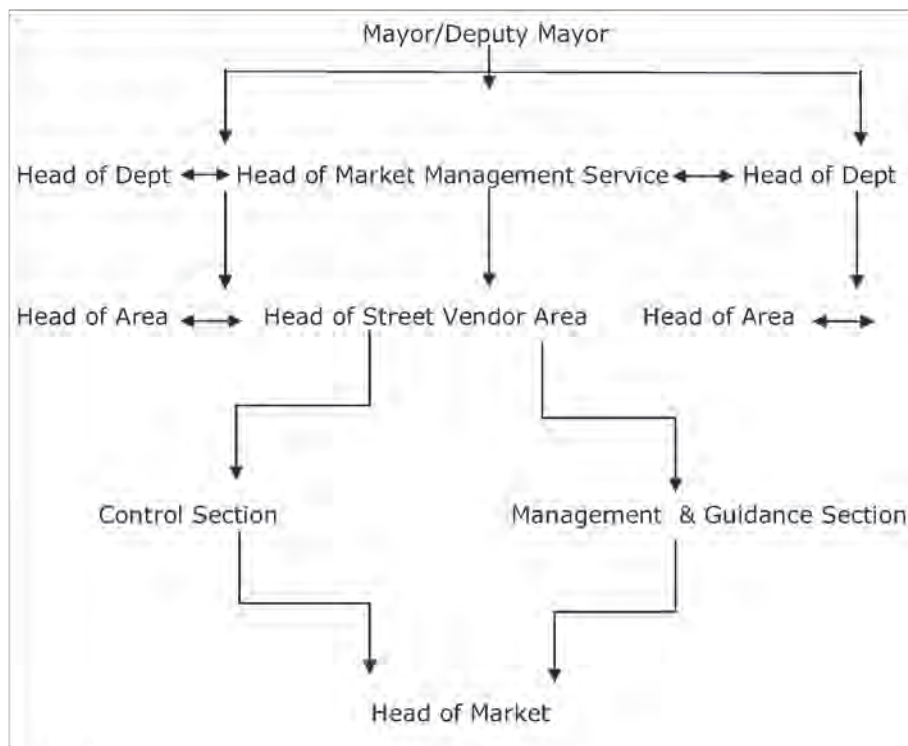 Mayor/Deputy Mayor
Head of Dept Head of Market Management Service Head of Dept
Head of Area Head of Street Vendor Area Head of Area
Control Section Management & Guidance Section
Head of Market